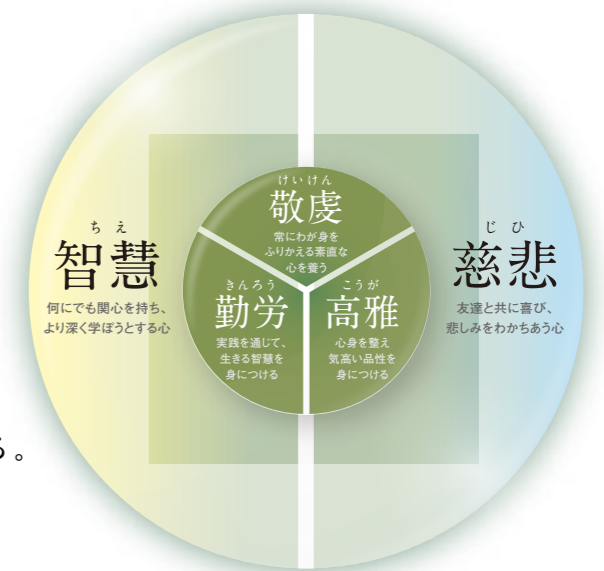 けいけん
敬虔
常にわが身を
ふりかえる素直な
心を養う
ちえ
智慧
何にでも関心を持ち、
より深く学ぼうとする心
きんろう
勤労
実践を通じて、
生きる智慧を
身につける
こうが
高雅
心身を整え
気高い品性を
身につける
じひ
慈悲
友達と共に喜び、
悲しみをわかちあう心
る。